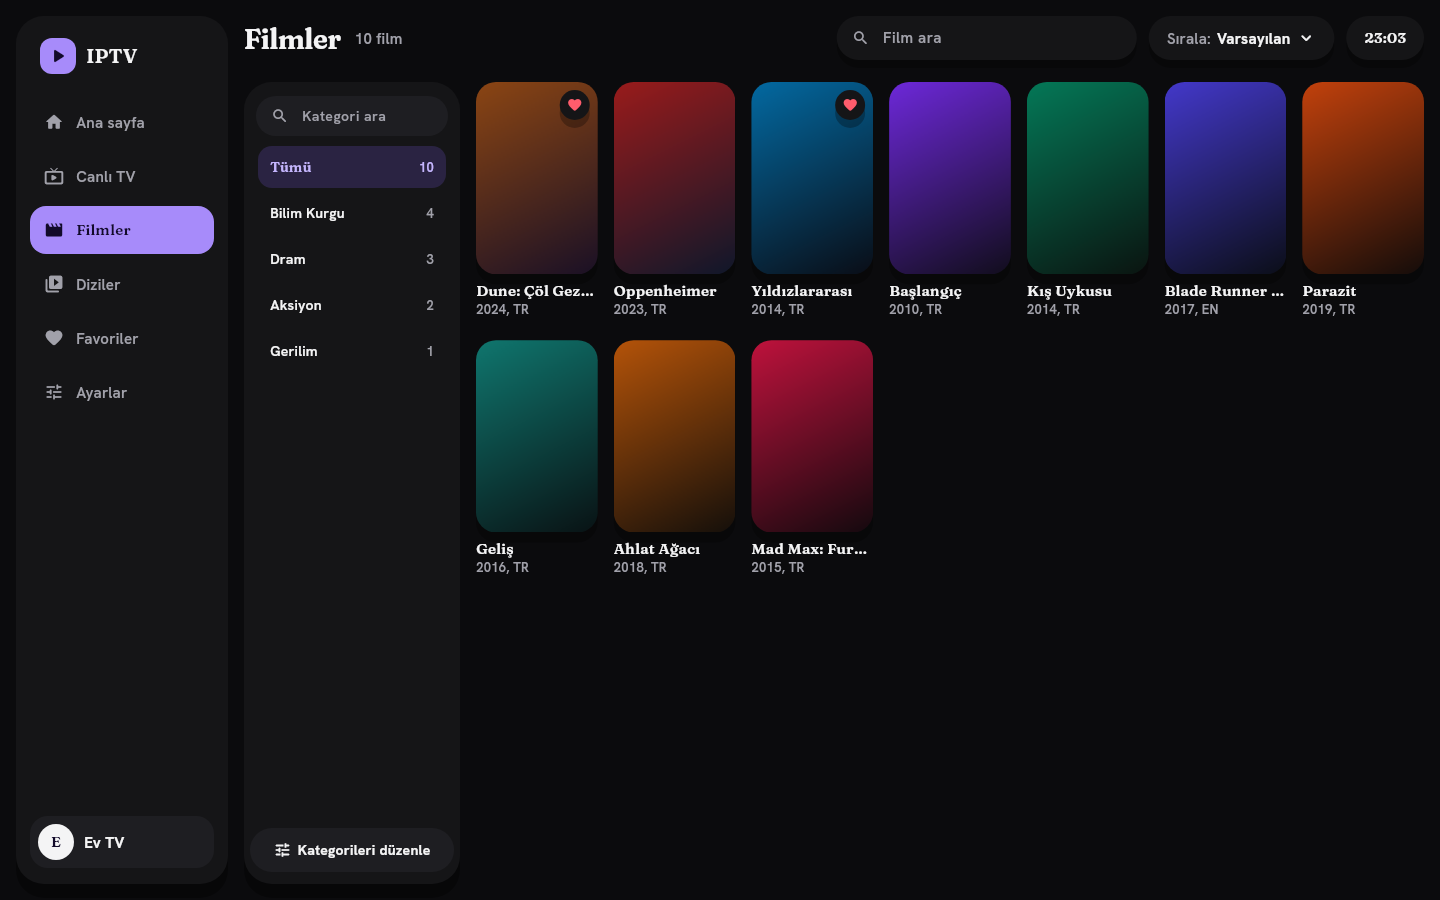 IPTV
Ana sayfa
Canlı TV
Filmler
Diziler
Favoriler
Ayarlar
E
Ev TV
Filmler
10 film
Film ara
Sırala: Varsayılan
23:03
Kategori ara
Tümü 10
Bilim Kurgu 4
Dram 3
Aksiyon 2
Gerilim 1
Kategorileri düzenle
Dune: Çöl Gez...
2024, TR
Oppenheimer
2023, TR
Yıldızlararası
2014, TR
Başlangıç
2010, TR
Kış Uykusu
2014, TR
Blade Runner ...
2017, EN
Parazit
2019, TR
Geliş
2016, TR
Ahlat Ağacı
2018, TR
Mad Max: Fur...
2015, TR